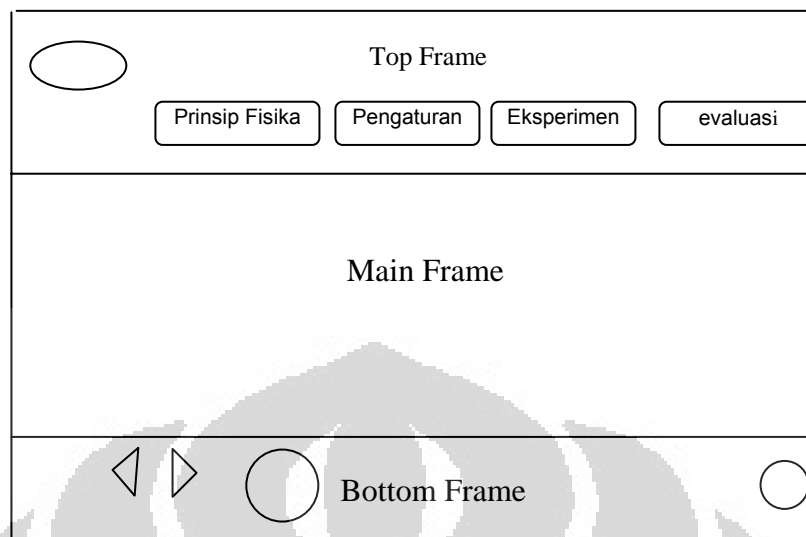 Top Frame
Prinsip Fisika Pengaturan Eksperimen evaluasi
Main Frame
Bottom Frame